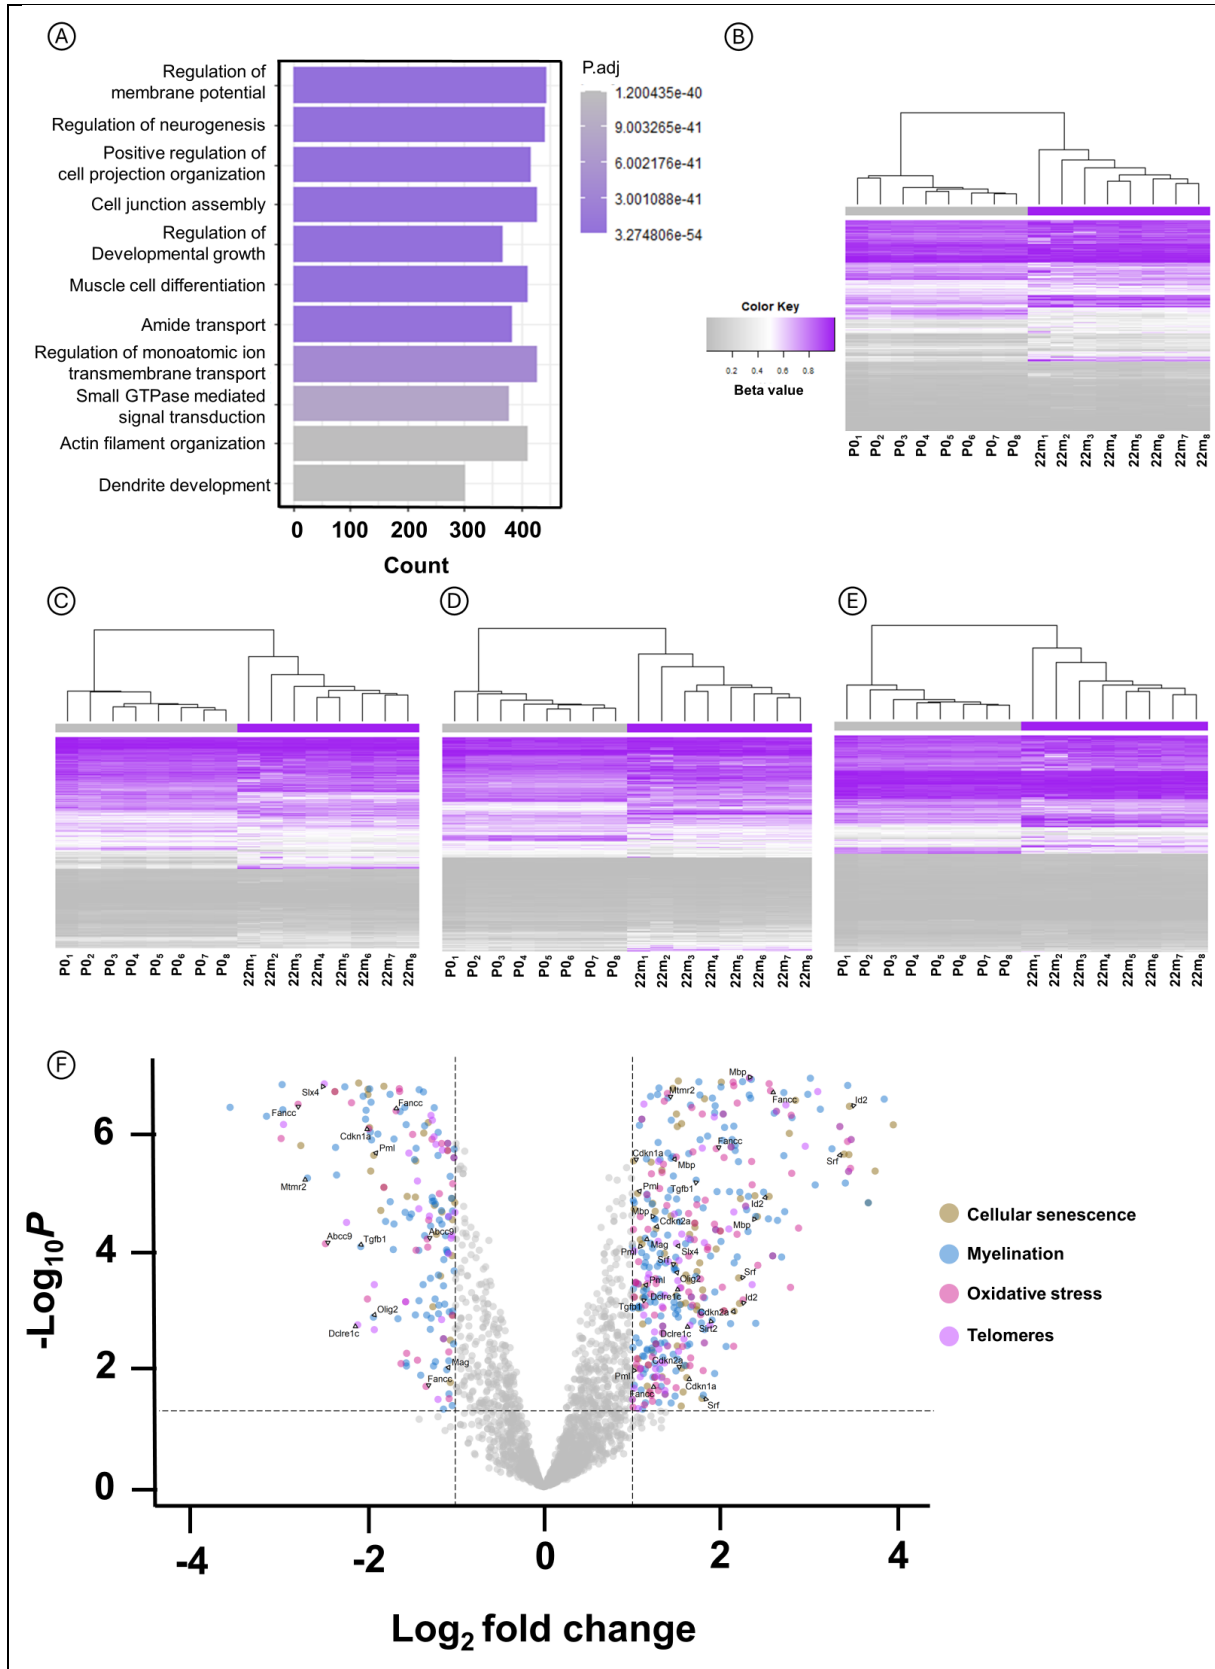 A
Regulation of
membrane potential
Regulation of neurogenesis
Positive regulation of
cell projection organization
Cell junction assembly
Regulation of
Developmental growth
Muscle cell differentiation
Amide transport
Regulation of monoatomic ion
transmembrane transport
Small GTPase mediated
signal transduction
Actin filament organization
Dendrite development
0 100 200 300 400
Count
P.adj
1.200435e-40
9.003265e-41
6.002176e-41
3.001088e-41
3.274806e-54
B
Color Key
0.2 0.4 0.6 0.8
Beta value
P0₁ P0₂ P0₃ P0₄ P0₅ P0₆ P0₇ P0₈ 22m₁ 22m₂ 22m₃ 22m₄ 22m₅ 22m₆ 22m₇ 22m₈
C
P0₁ P0₂ P0₃ P0₄ P0₅ P0₆ P0₇ P0₈ 22m₁ 22m₂ 22m₃ 22m₄ 22m₅ 22m₆ 22m₇ 22m₈
D
P0₁ P0₂ P0₃ P0₄ P0₅ P0₆ P0₇ P0₈ 22m₁ 22m₂ 22m₃ 22m₄ 22m₅ 22m₆ 22m₇ 22m₈
E
P0₁ P0₂ P0₃ P0₄ P0₅ P0₆ P0₇ P0₈ 22m₁ 22m₂ 22m₃ 22m₄ 22m₅ 22m₆ 22m₇ 22m₈
F
-Log₁₀P
6
4
2
0
Slx4
Fancc
Fancc
Cdkn1a
Pml
Mtmr2
Abcc9
Tgfb1
Abcc9
Olig2
Dclre1c
Mag
Fancc
Mbp
Mtmr2
Fancc
Id2
Fancc
Cdkn1a
Mbp
Srf
Pml
Tgfb1
Id2
Mbp
Cdkn2a
Mbp
Pml
Mag
Slx4
Srf
Olig2
Srf
Pml
Dclre1c
Tgfb1
Id2
Cdkn2a
Dclre1c
Sirt2
Cdkn2a
Pml
Cdkn1a
Fancc
Srf
-4 -2 0 2 4
Log₂ fold change
Cellular senescence
Myelination
Oxidative stress
Telomeres